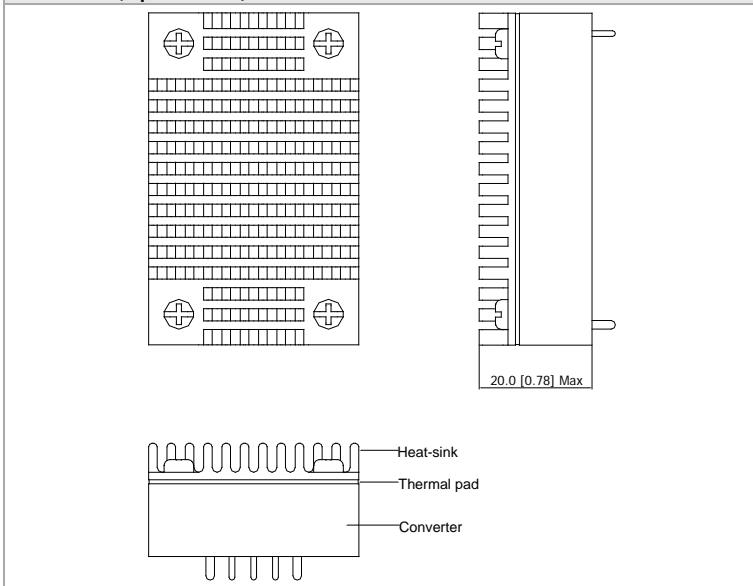 20.0 [0.78] Max
Heat-sink
Thermal pad
Converter